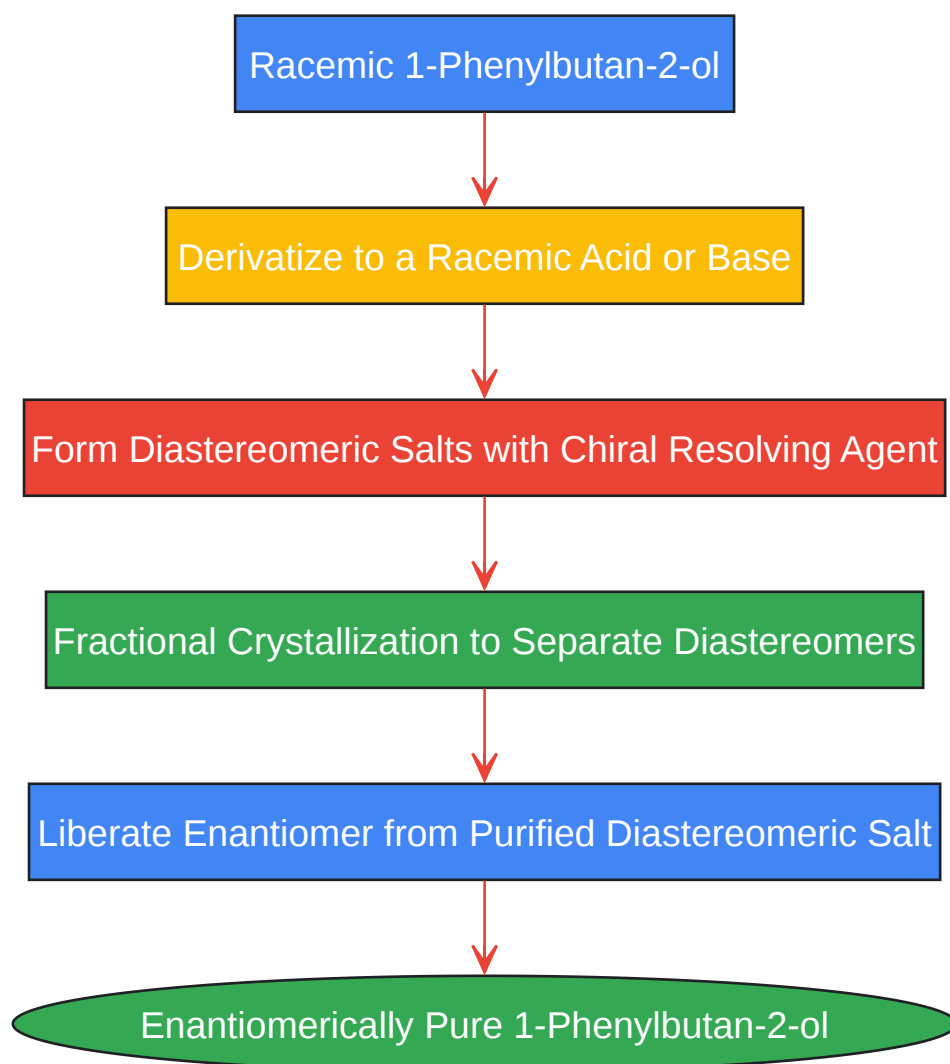 Racemic 1-Phenylbutan-2-ol
Derivatize to a Racemic Acid or Base
Form Diastereomeric Salts with Chiral Resolving Agent
Fractional Crystallization to Separate Diastereomers
Liberate Enantiomer from Purified Diastereomeric Salt
Enantiomerically Pure 1-Phenylbutan-2-ol